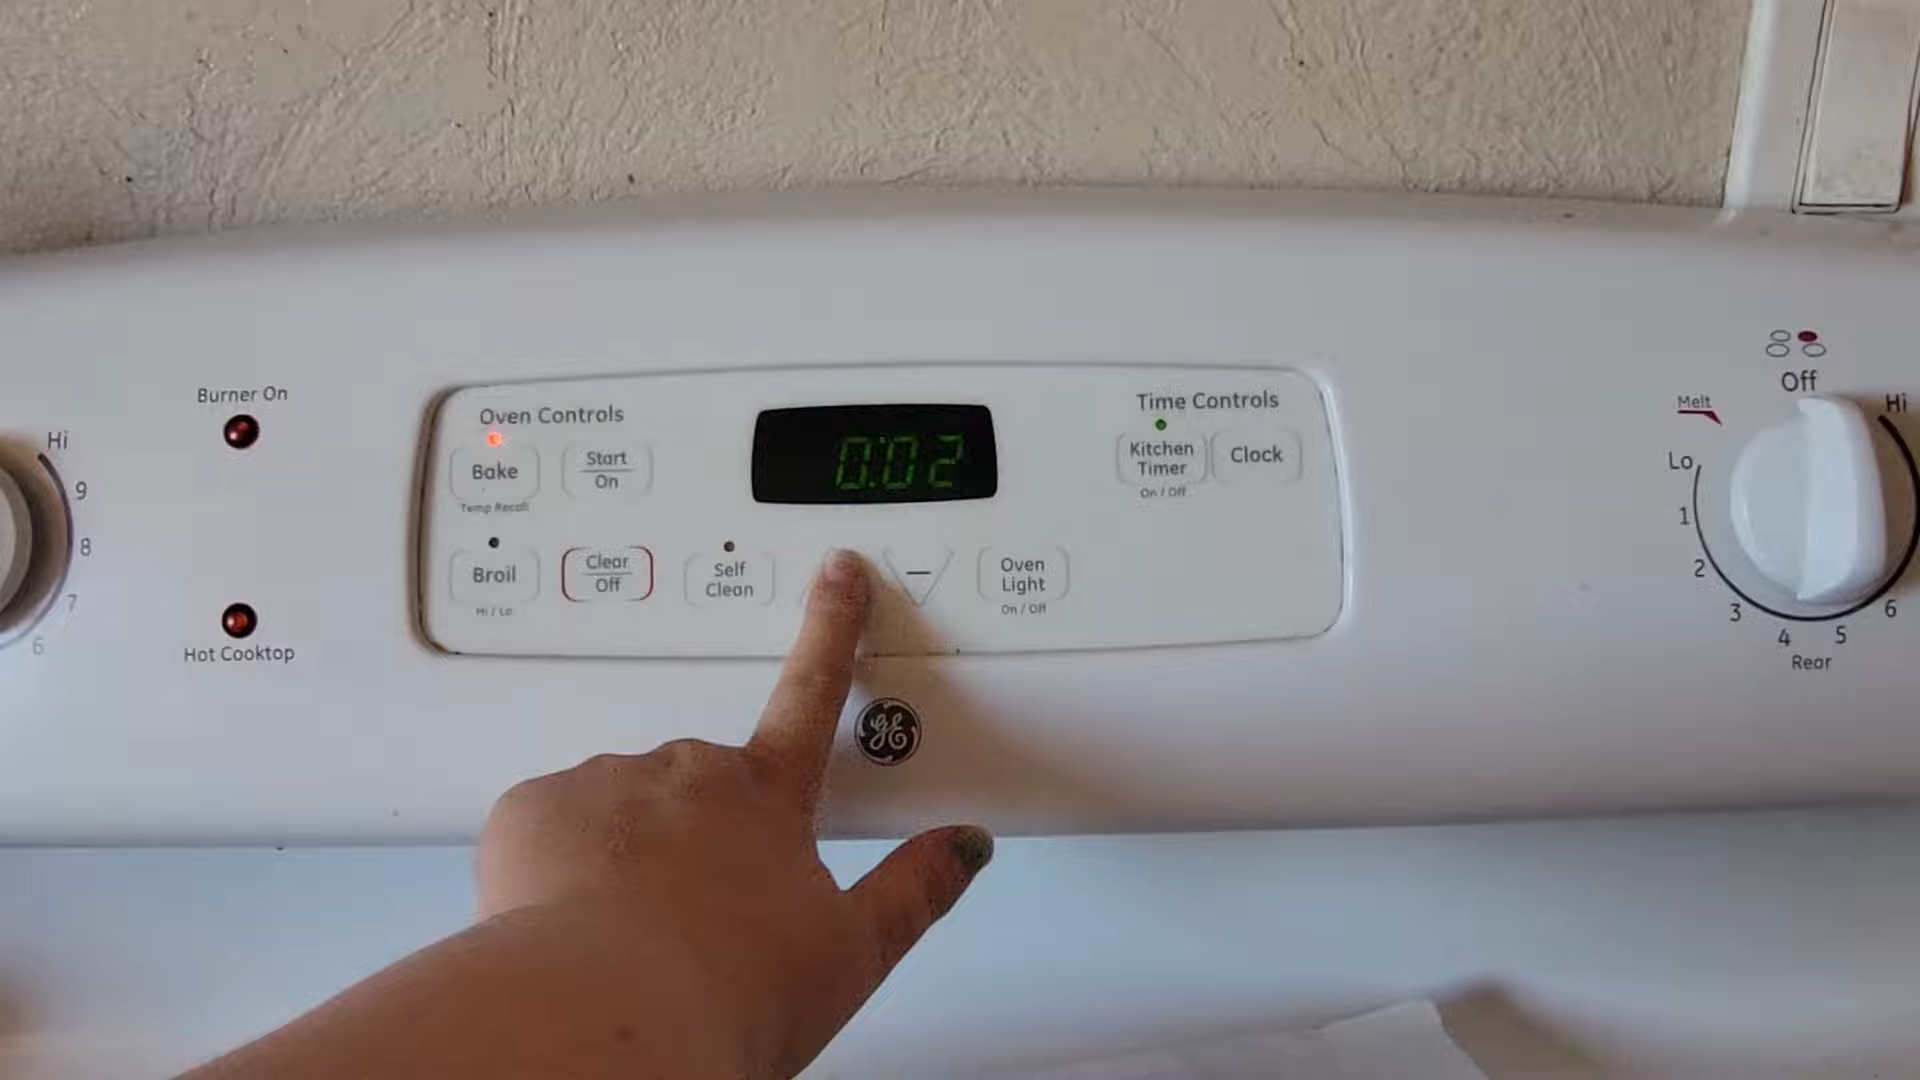 Hi
9
8
7
6
Burner On
Hot Cooktop
Oven Controls
Bake
Temp Recall
Start
On
Broil
Hi / Lo
Clear
Off
Self
Clean
0:02
—
Oven
Light
On / Off
Time Controls
Kitchen
Timer
On / Off
Clock
GE
Off
Melt
Hi
Lo
1
2
3
4
5
6
Rear